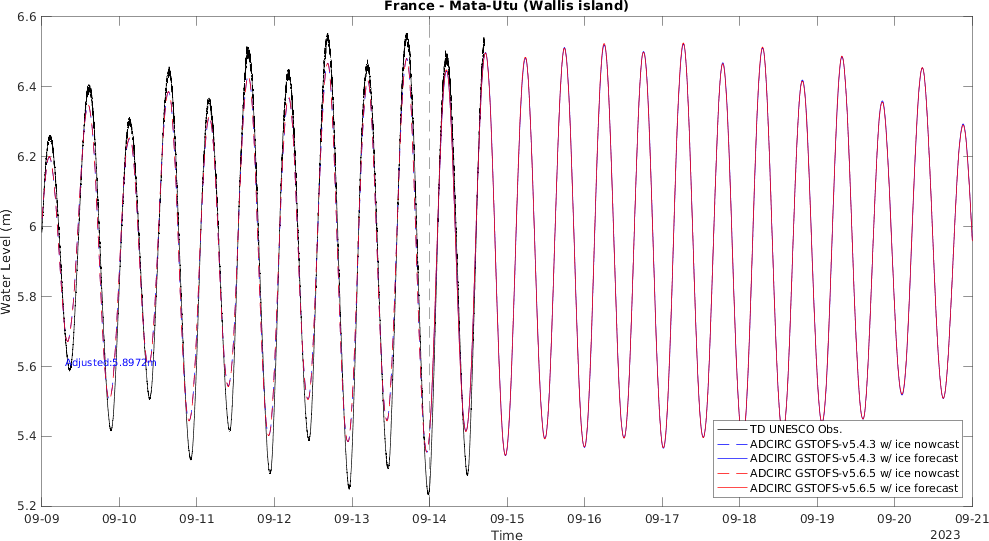 France - Mata-Utu (Wallis island)
6.6
6.4
6.2
6
5.8
5.6
5.4
5.2
Water Level (m)
Adjusted:5.8972m
TD UNESCO Obs.
ADCIRC GSTOFS-v5.4.3 w/ ice nowcast
ADCIRC GSTOFS-v5.4.3 w/ ice forecast
ADCIRC GSTOFS-v5.6.5 w/ ice nowcast
ADCIRC GSTOFS-v5.6.5 w/ ice forecast
09-09 09-10 09-11 09-12 09-13 09-14 09-15 09-16 09-17 09-18 09-19 09-20 09-21
Time
2023